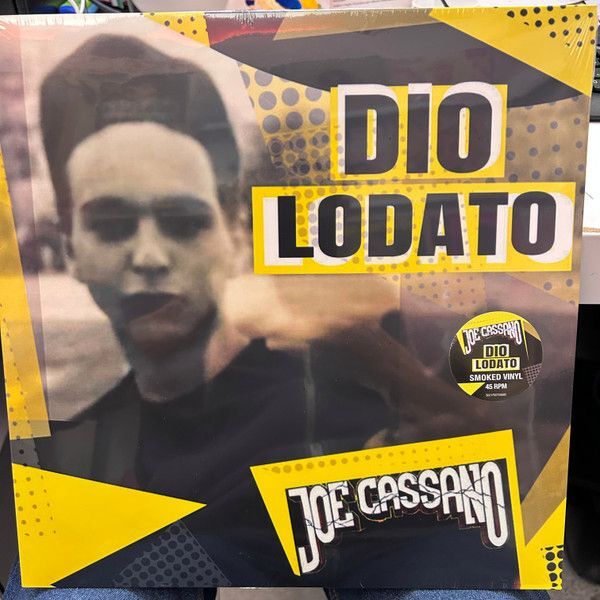 DIO
LODATO
JOE CASSANO
DIO
LODATO
SMOKED VINYL
45 RPM
JOE CASSANO